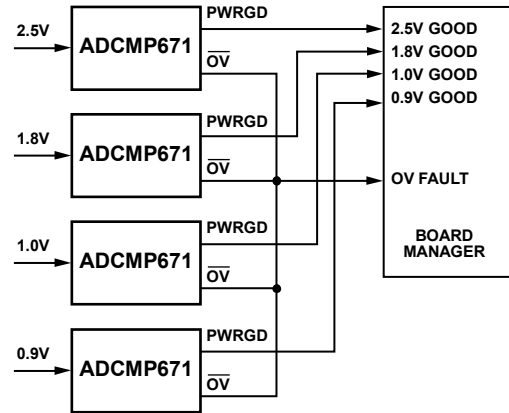 PWRGD
2.5V
ADCMP671
OV
2.5V GOOD
1.8V GOOD
1.0V GOOD
0.9V GOOD
PWRGD
1.8V
ADCMP671
OV
OV FAULT
PWRGD
1.0V
ADCMP671
OV
BOARD
MANAGER
PWRGD
0.9V
ADCMP671
OV